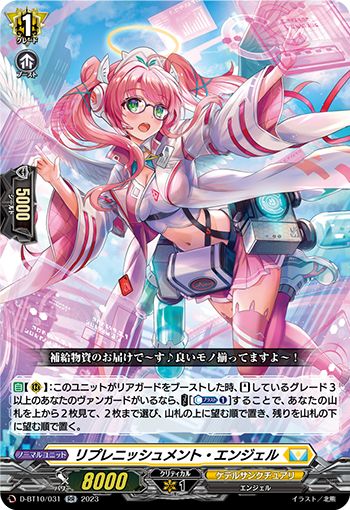 1
グレード
ブースト
5000
シールド
補給物資のお届けで～す♪良いモノ揃ってますよ～！
:このユニットがリアガードをブーストした時、【しているグレード3
以上のあなたのヴァンガードがいるなら、【1】することで、あなたの山
札を上から2枚見て、2枚まで選び、山札の上に望む順で置き、残りを山札の下
に望む順で置く。
ノーマルユニット
リプレニッシュメント・エンジェル
パワー 8000
クリティカル
1
ケテルサンクチュアリ
エンジェル
D-BT10/031 RR 2023
イラスト／北熊